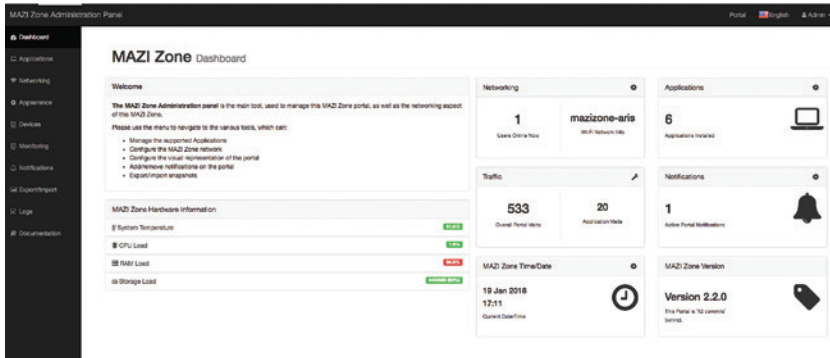 MAZI Zone Administration Panel
Portal English Admin
Dashboard
Applications
Networking
Appearance
Devices
Monitoring
Notifications
Export/Import
Logs
Documentation
MAZI Zone Dashboard
Welcome
The MAZI Zone Administration panel is the main tool, used to manage this MAZI Zone portal, as well as the networking aspect
of this MAZI Zone.
Please use the menu to navigate to the various tools, which can:
Manage the supported Applications
Configure the MAZI Zone network
Configure the visual representation of the portal
Add/remove notifications on the portal
Export/import snapshots
MAZI Zone Hardware Information
System Temperature
CPU Load
RAM Load
Storage Load
Networking
1
Users Online Now
mazizone-aris
Wi-Fi Network
Applications
6
Applications Installed
Traffic
533
Overall Portal Visits
20
Application Visits
Notifications
1
Active Portal Notifications
MAZI Zone Time/Date
19 Jan 2018
17:11
Current Date/Time
MAZI Zone Version
Version 2.2.0
This Portal is '12 commits'
behind.